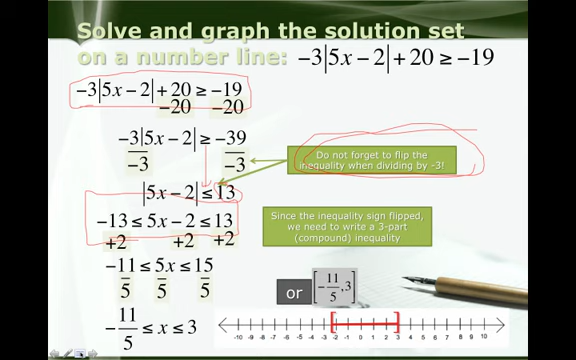 Solve and graph the solution set
on a number line: -3|5x - 2| + 20 ≥ -19
-3|5x - 2| + 20 ≥ -19
-20 -20
-3|5x - 2| ≥ -39
-3 -3
Do not forget to flip the
inequality when dividing by -3!
|5x - 2| ≤ 13
-13 ≤ 5x - 2 ≤ 13
+2 +2 +2
Since the inequality sign flipped,
we need to write a 3-part
(compound) inequality
-11 ≤ 5x ≤ 15
5 5 5
or [-11/5, 3]
-11/5 ≤ x ≤ 3
-10 -9 -8 -7 -6 -5 -4 -3 -2 -1 0 1 2 3 4 5 6 7 8 9 10